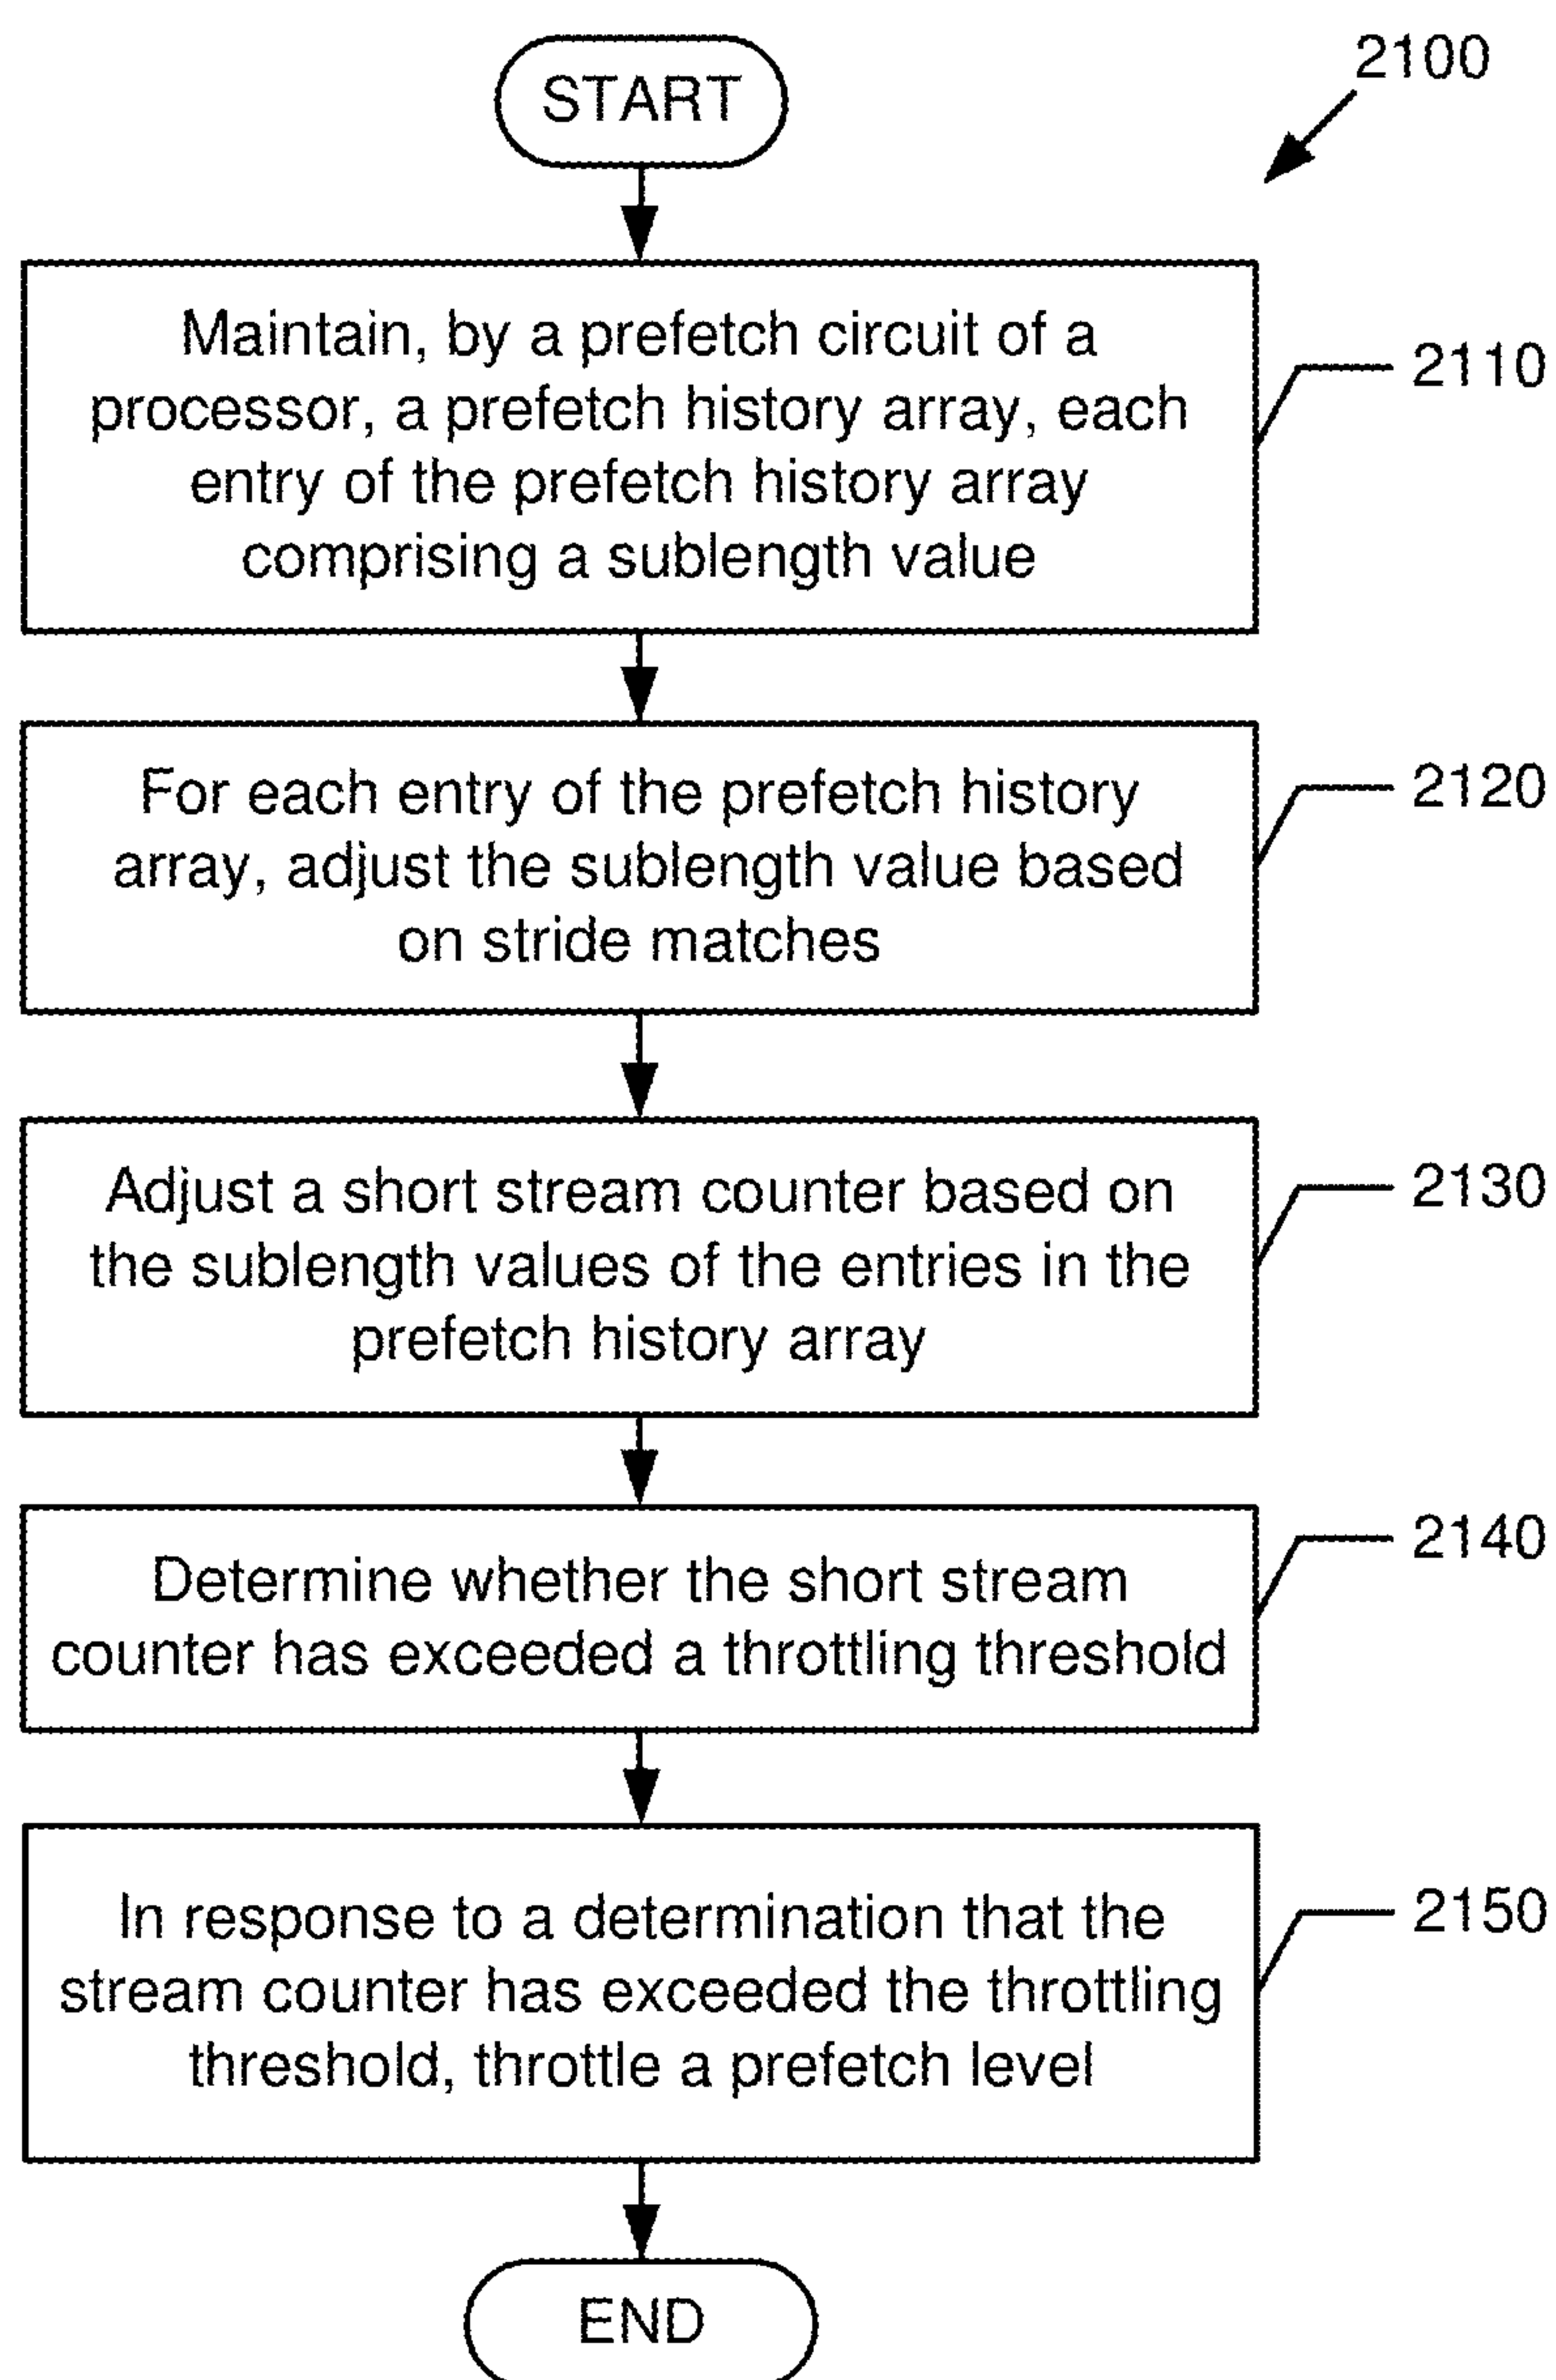 START
2100
Maintain, by a prefetch circuit of a
processor, a prefetch history array, each
entry of the prefetch history array
comprising a sublength value
2110
For each entry of the prefetch history
array, adjust the sublength value based
on stride matches
2120
Adjust a short stream counter based on
the sublength values of the entries in the
prefetch history array
2130
Determine whether the short stream
counter has exceeded a throttling threshold
2140
In response to a determination that the
stream counter has exceeded the throttling
threshold, throttle a prefetch level
2150
END